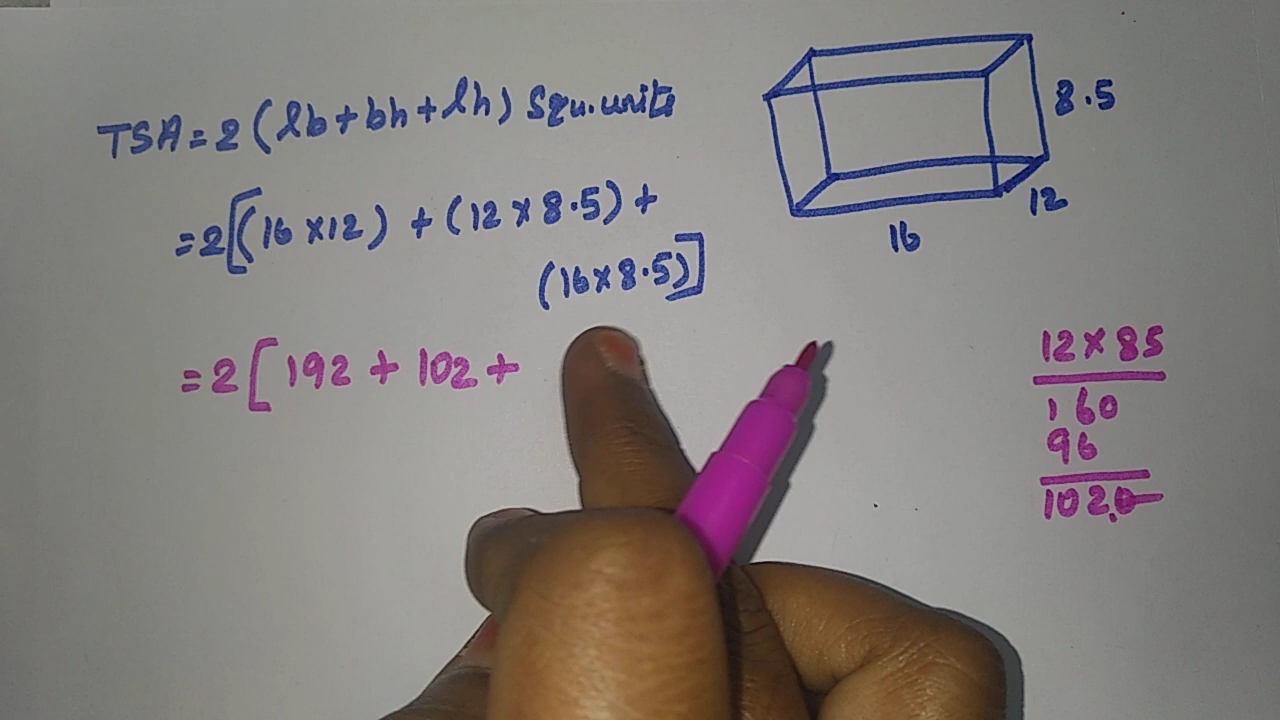 TSA = 2 (lb + bh + lh) Squ. units
= 2 [(16 × 12) + (12 × 8.5) +
(16 × 8.5)]
= 2 [ 192 + 102 +
8.5
12
16
12 × 85
160
96
102.0